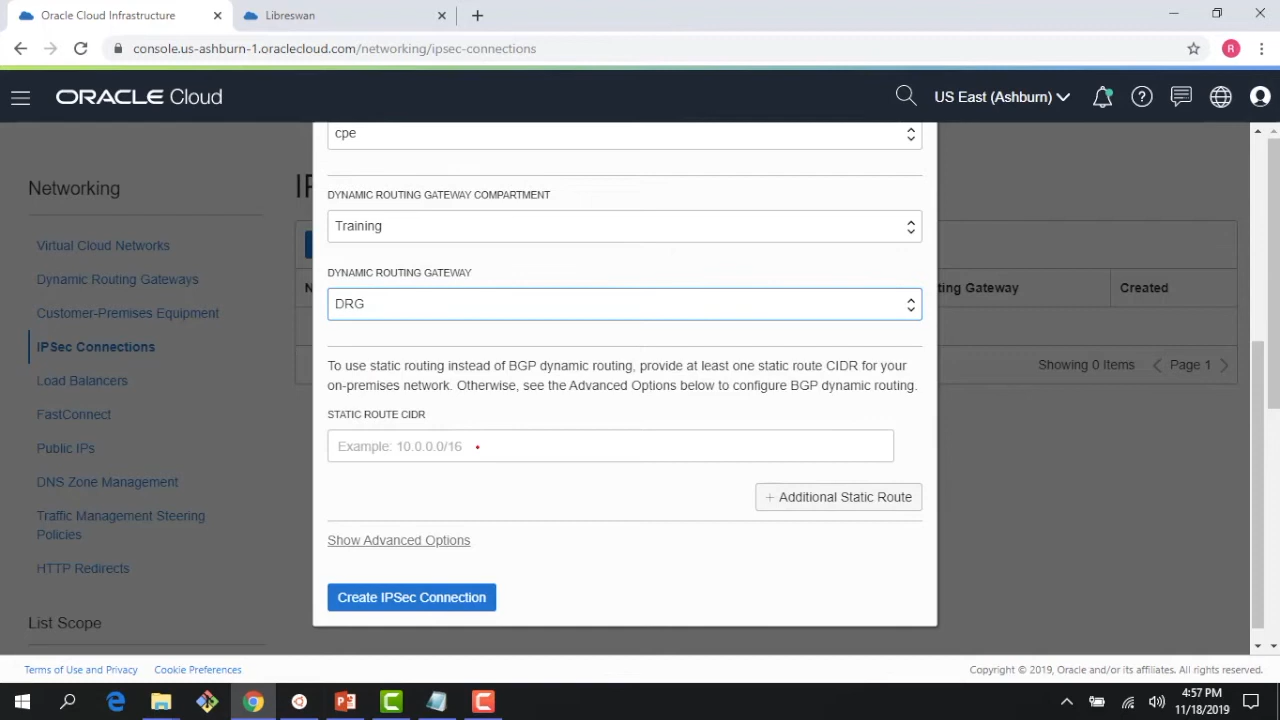 Oracle Cloud Infrastructure
Libreswan
console.us-ashburn-1.oraclecloud.com/networking/ipsec-connections
R
ORACLE Cloud
US East (Ashburn)
cpe
Networking
IP
DYNAMIC ROUTING GATEWAY COMPARTMENT
Training
Virtual Cloud Networks
Dynamic Routing Gateways
DYNAMIC ROUTING GATEWAY
N
ting Gateway
Created
DRG
Customer-Premises Equipment
IPSec Connections
To use static routing instead of BGP dynamic routing, provide at least one static route CIDR for your
on-premises network. Otherwise, see the Advanced Options below to configure BGP dynamic routing.
Showing 0 Items
Page 1
Load Balancers
FastConnect
STATIC ROUTE CIDR
Example: 10.0.0.0/16
Public IPs
DNS Zone Management
+ Additional Static Route
Traffic Management Steering
Policies
Show Advanced Options
HTTP Redirects
Create IPSec Connection
List Scope
Terms of Use and Privacy
Cookie Preferences
Copyright © 2019, Oracle and/or its affiliates. All rights reserved.
4:57 PM
11/18/2019